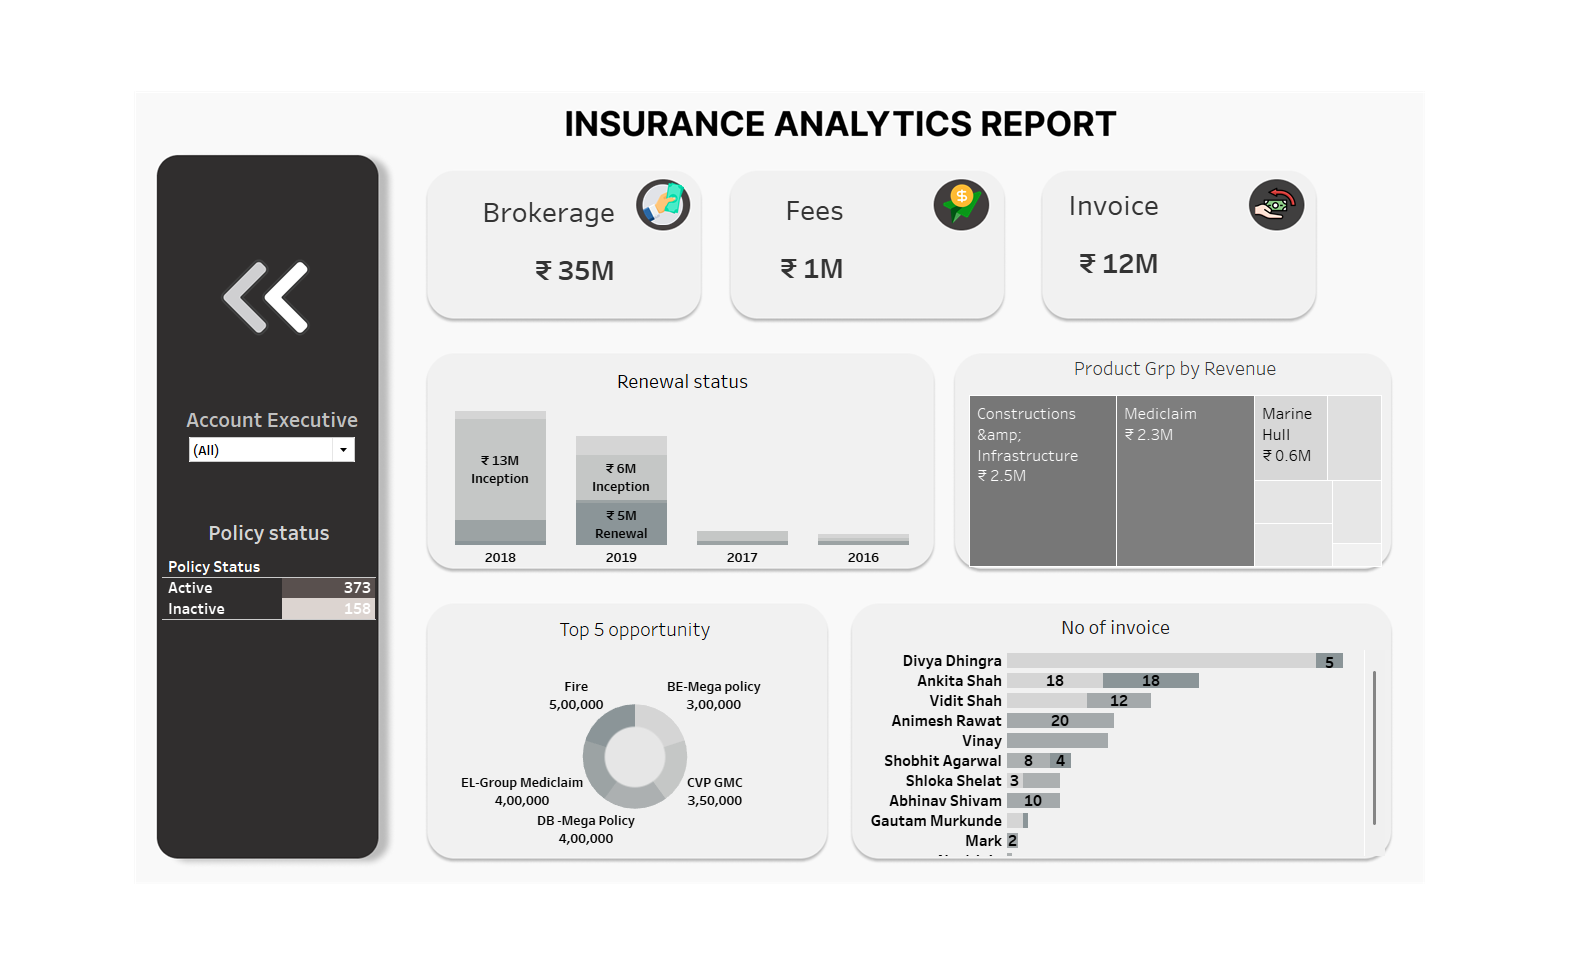 INSURANCE ANALYTICS REPORT
Brokerage
₹ 35M
Fees
₹ 1M
Invoice
₹ 12M
Account Executive
(All)
Policy status
Policy Status
Active 373
Inactive 158
Renewal status
₹ 13M
Inception
₹ 6M
Inception
₹ 5M
Renewal
2018 2019 2017 2016
Product Grp by Revenue
Constructions
&amp;amp;
Infrastructure
₹ 2.5M
Mediclaim
₹ 2.3M
Marine
Hull
₹ 0.6M
Top 5 opportunity
Fire
5,00,000
BE-Mega policy
3,00,000
EL-Group Mediclaim
4,00,000
CVP GMC
3,50,000
DB -Mega Policy
4,00,000
No of invoice
Divya Dhingra 5
Ankita Shah 18 18
Vidit Shah 12
Animesh Rawat 20
Vinay
Shobhit Agarwal 8 4
Shloka Shelat 3
Abhinav Shivam 10
Gautam Murkunde
Mark 2